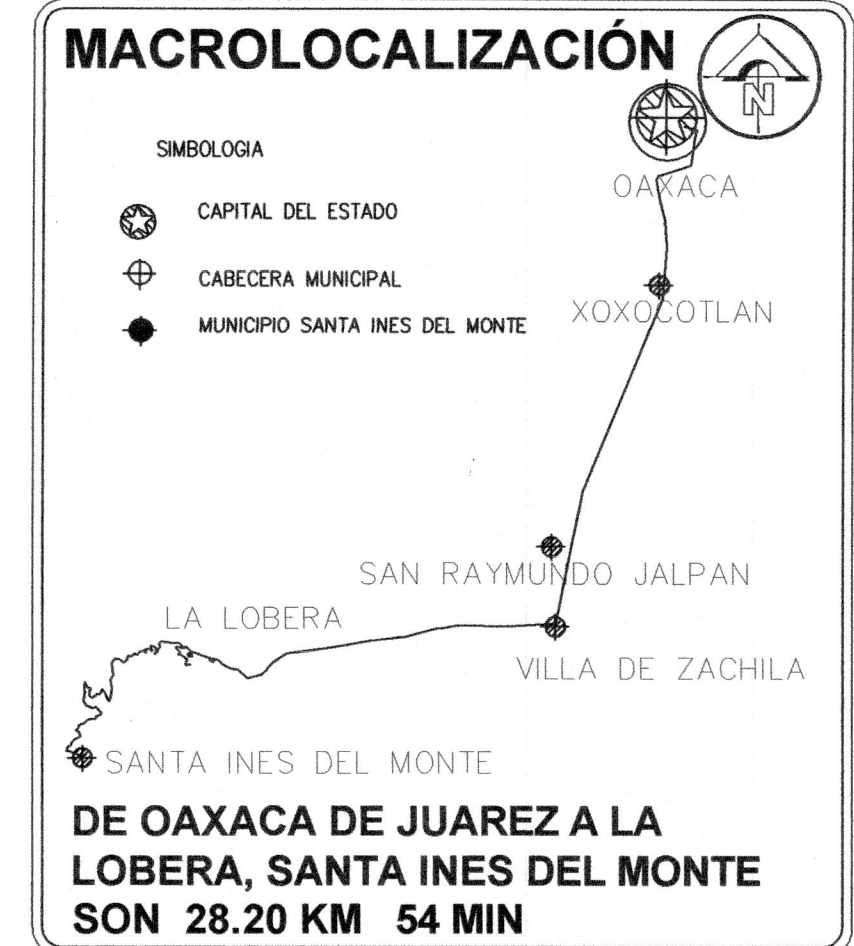 MACROLOCALIZACIÓN
N
SIMBOLOGIA
CAPITAL DEL ESTADO
CABECERA MUNICIPAL
MUNICIPIO SANTA INES DEL MONTE
OAXACA
XOXOCOTLAN
SAN RAYMUNDO JALPAN
LA LOBERA
VILLA DE ZACHILA
SANTA INES DEL MONTE
DE OAXACA DE JUAREZ A LA
LOBERA, SANTA INES DEL MONTE
SON 28.20 KM 54 MIN